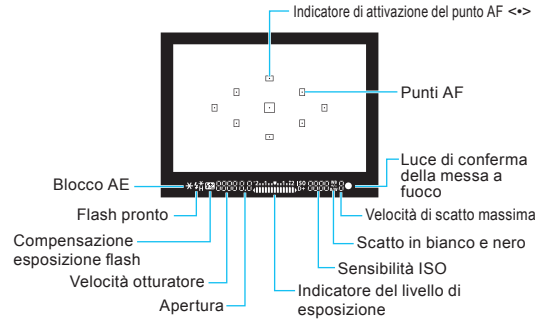 Indicatore di attivazione del punto AF <•>
Punti AF
Luce di conferma
della messa a
fuoco
Blocco AE
Flash pronto
Velocità di scatto massima
Compensazione
esposizione flash
Scatto in bianco e nero
Velocità otturatore
Sensibilità ISO
Apertura
Indicatore del livello di
esposizione